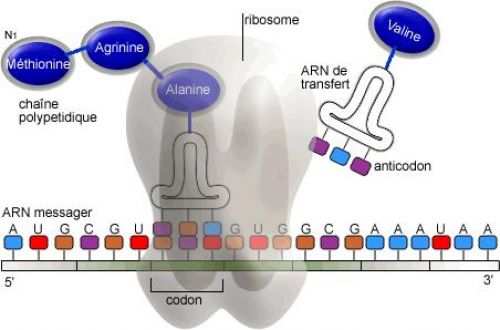 N1
Méthionine
Agrinine
Alanine
chaîne
polypetidique
ribosome
Valine
ARN de
transfert
anticodon
ARN messager
A U G C G U G U G G C G A A A U A A
5'
3'
codon